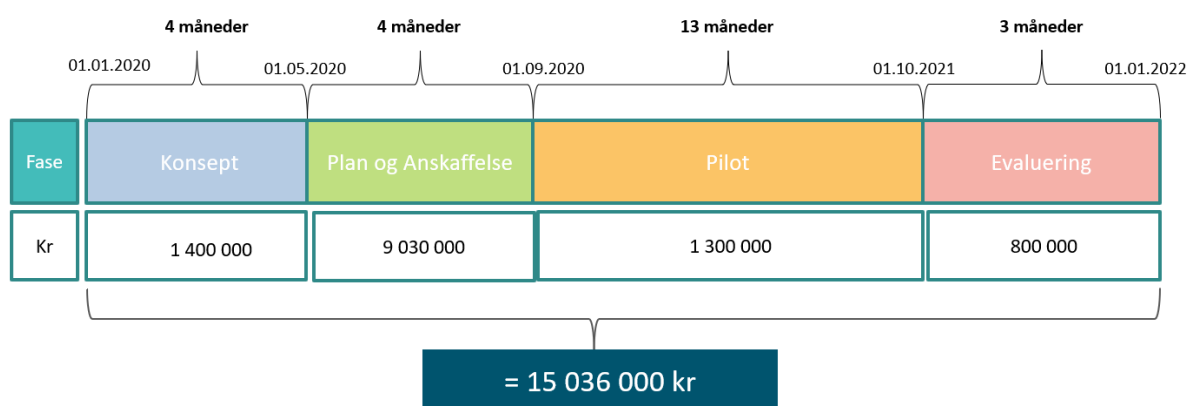 4 måneder 4 måneder 13 måneder 3 måneder
01.01.2020 01.05.2020 01.09.2020 01.10.2021 01.01.2022
Fase Konsept Plan og Anskaffelse Pilot Evaluering
Kr 1 400 000 9 030 000 1 300 000 800 000
= 15 036 000 kr